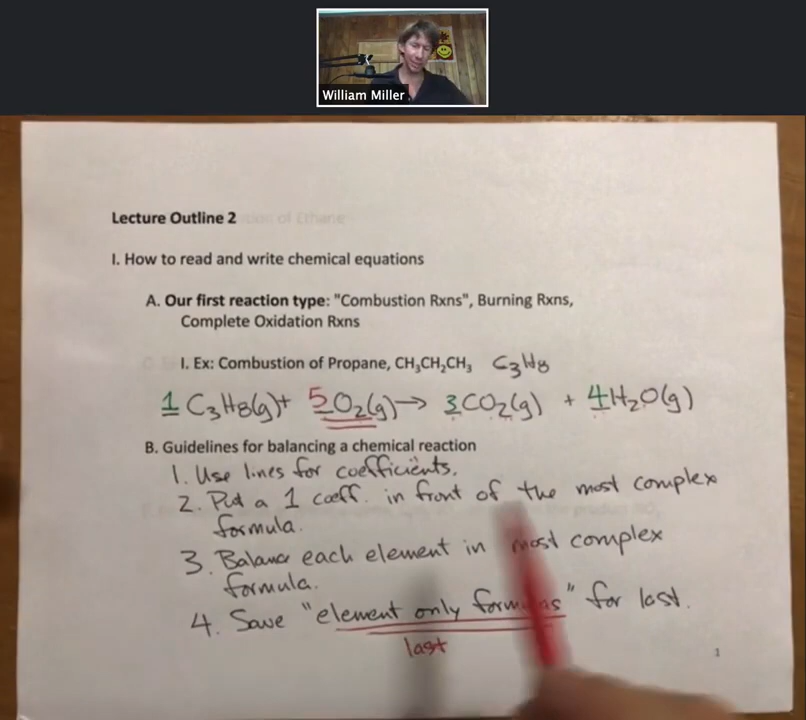 William Miller
Lecture Outline 2
I. How to read and write chemical equations
A. Our first reaction type: "Combustion Rxns", Burning Rxns,
Complete Oxidation Rxns
I. Ex: Combustion of Propane, CH₃CH₂CH₃ C₃H₈
1 C₃H₈(g) + 5 O₂(g) → 3 CO₂(g) + 4 H₂O(g)
B. Guidelines for balancing a chemical reaction
1. Use lines for coefficients.
2. Put a 1 coeff. in front of the most complex
formula.
3. Balance each element in most complex
formula.
4. Save "element only formulas" for last.
last
1